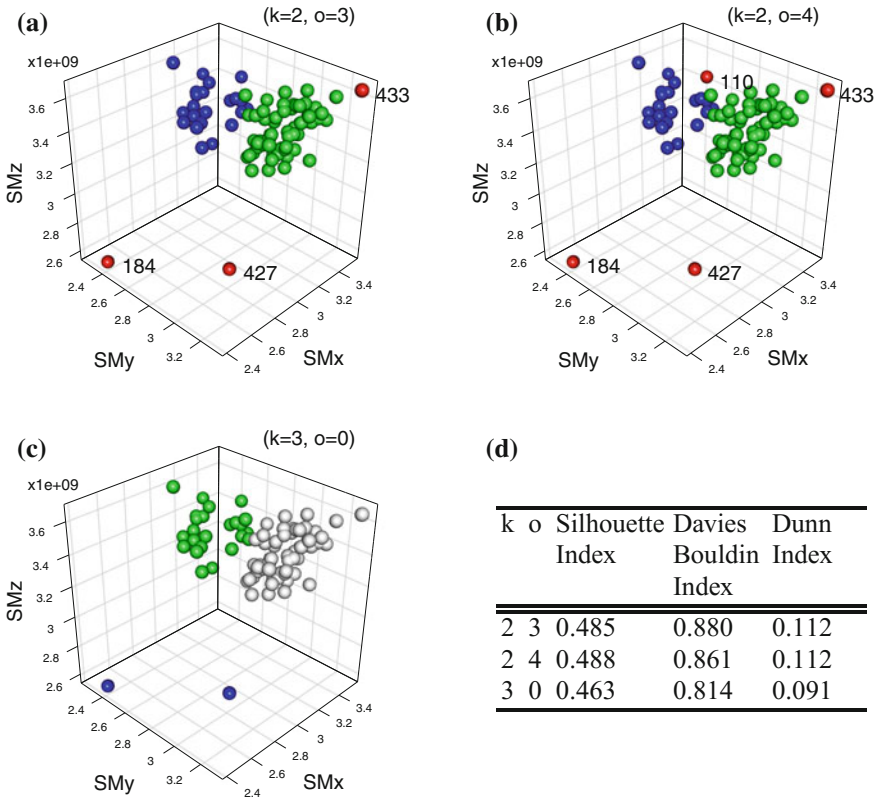 (a)
(k=2, o=3)
x1e+09
3.6
3.4
3.2
3
2.8
2.6
SMz
433
184
427
2.4
2.6
2.8
3
3.2
SMy
2.4
2.6
2.8
3
3.2
3.4
SMx
(b)
(k=2, o=4)
x1e+09
3.6
3.4
3.2
3
2.8
2.6
SMz
110
433
184
427
2.4
2.6
2.8
3
3.2
SMy
2.4
2.6
2.8
3
3.2
3.4
SMx
(c)
(k=3, o=0)
x1e+09
3.6
3.4
3.2
3
2.8
2.6
SMz
2.4
2.6
2.8
3
3.2
SMy
2.4
2.6
2.8
3
3.2
3.4
SMx
(d)
k o Silhouette Davies Dunn
Index Bouldin Index
Index
2 3 0.485 0.880 0.112
2 4 0.488 0.861 0.112
3 0 0.463 0.814 0.091